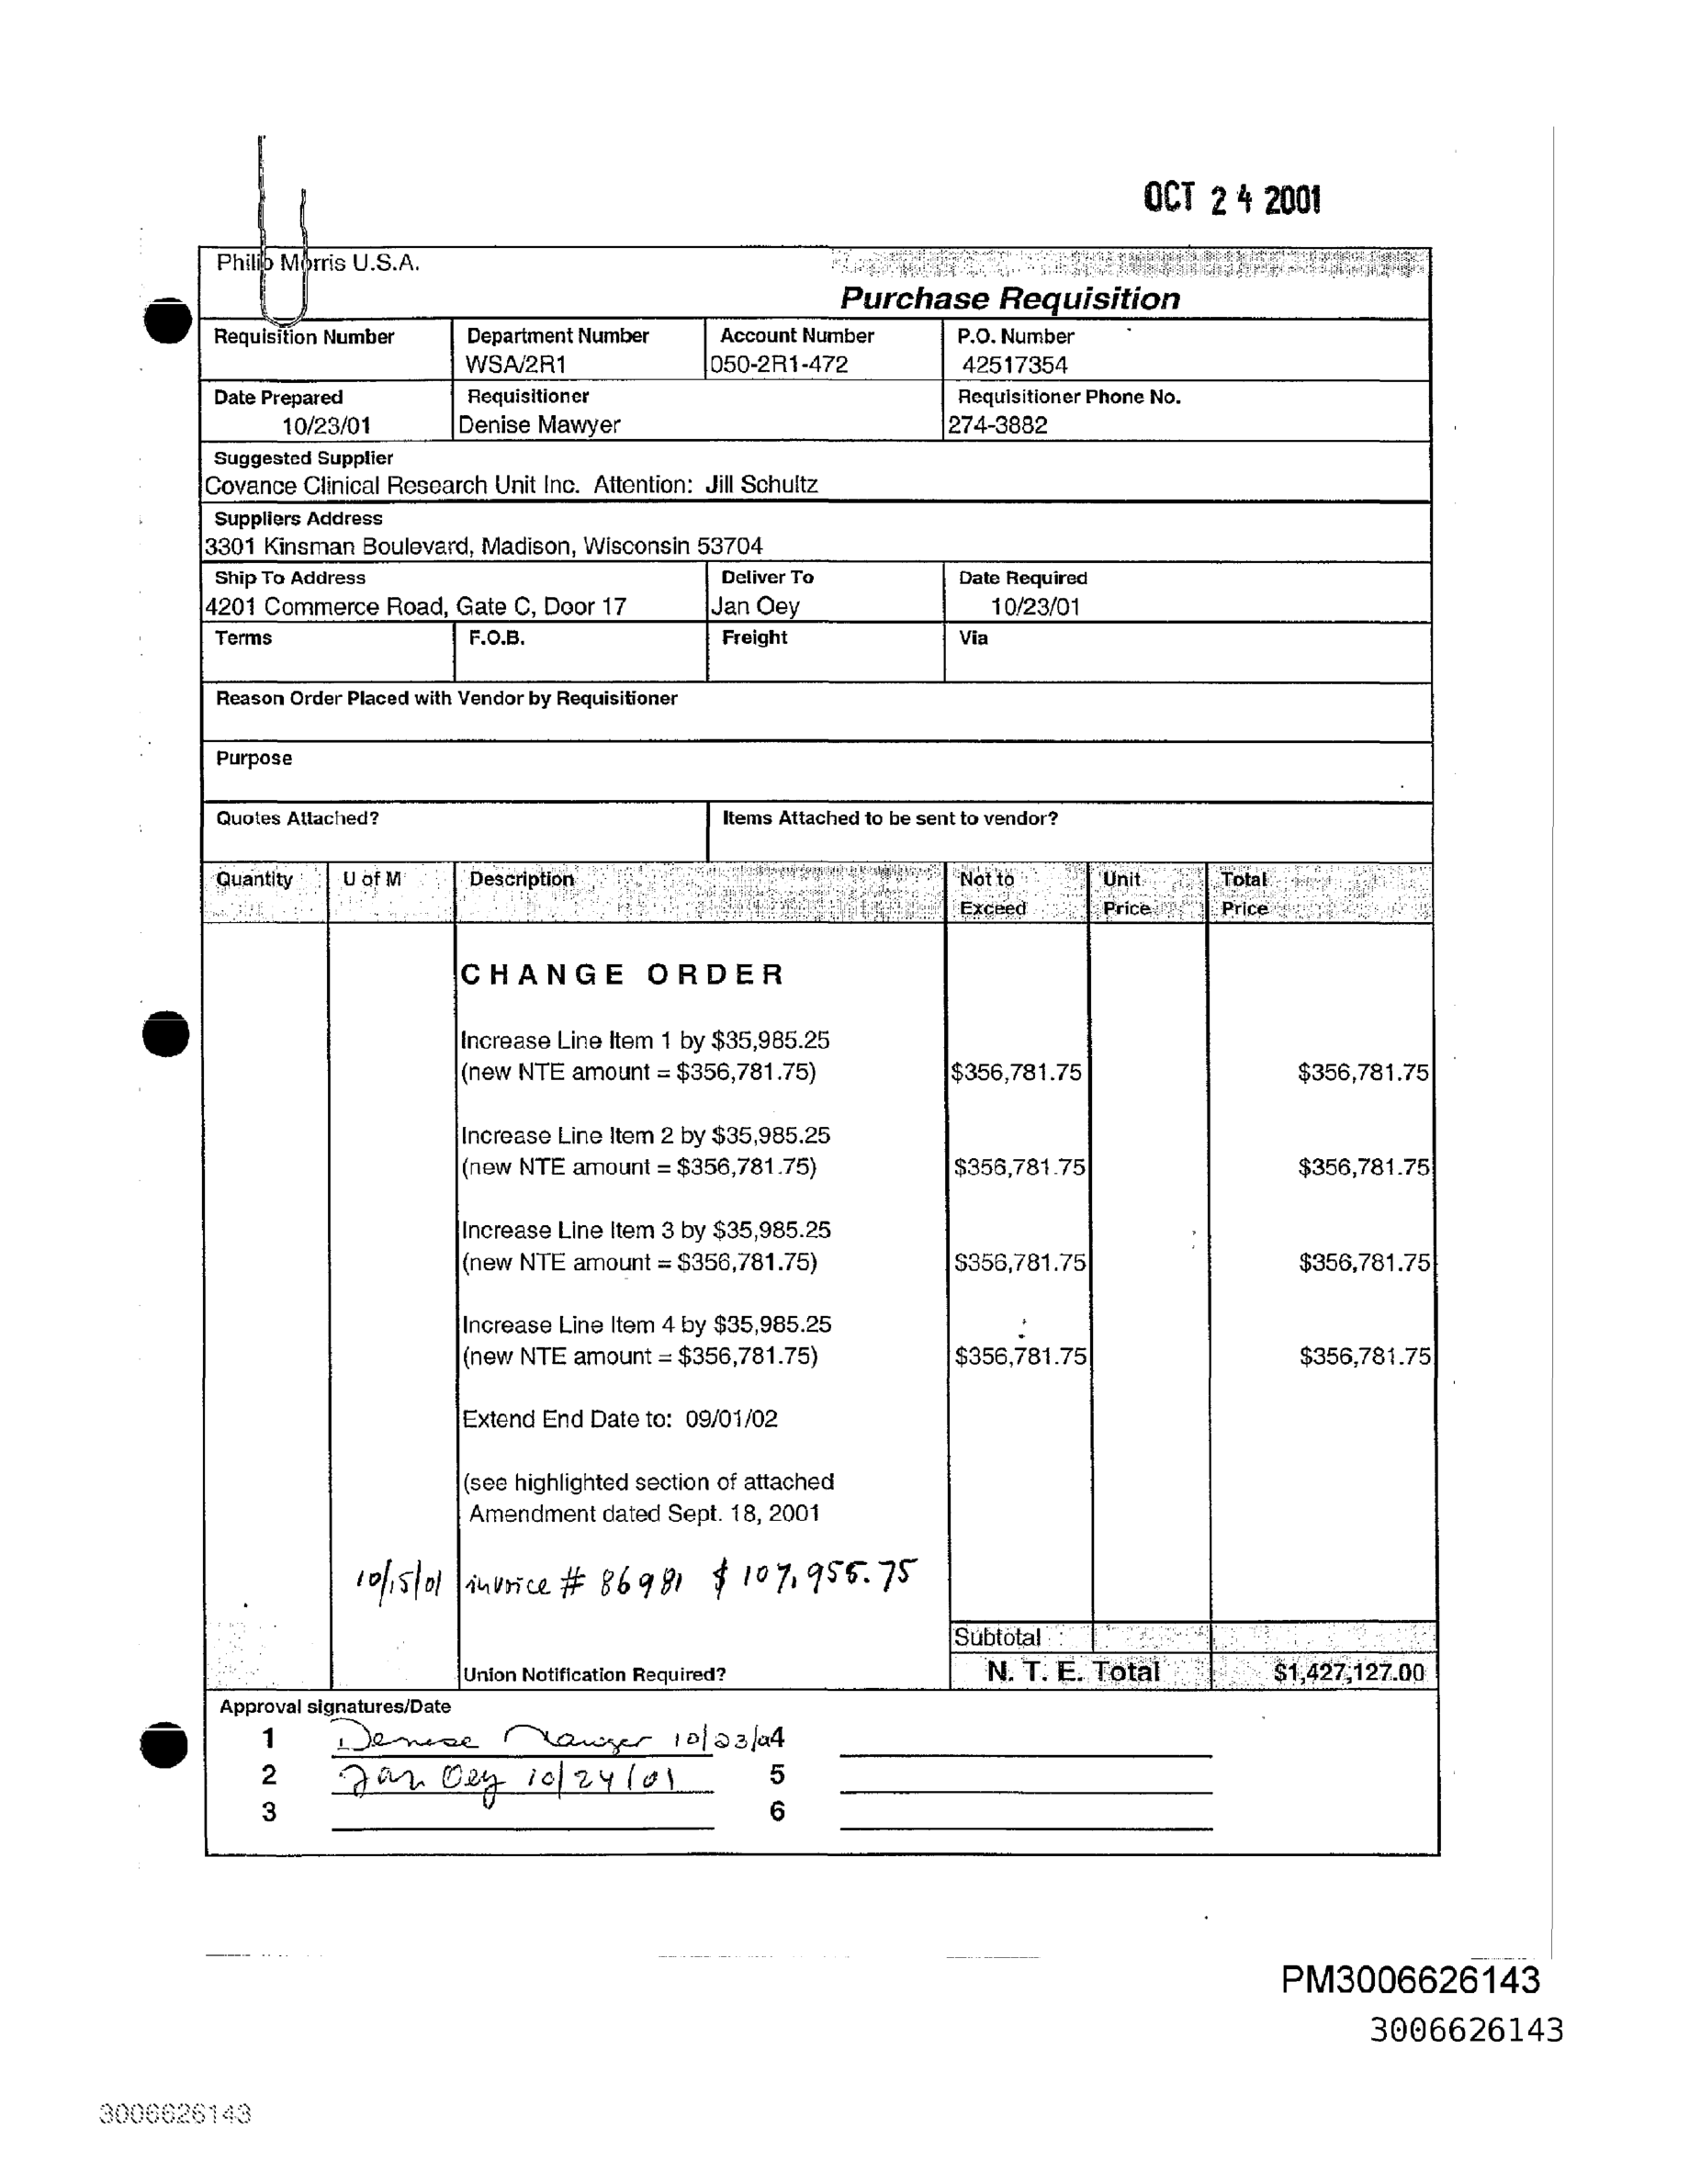 OCT 24 2001
Philip Morris U.S.A.
Purchase Requisition
Requisition Number Department Number Account Number P.O. Number
WSA/2R1 050-2R1-472 42517354
Date Prepared Requisitioner Requisitioner Phone No.
10/23/01 Denise Mawyer 274-3882
Suggested Supplier
Covance Clinical Research Unit Inc. Attention: Jill Schultz
Suppliers Address
3301 Kinsman Boulevard, Madison, Wisconsin 53704
Ship To Address Deliver To Date Required
4201 Commerce Road, Gate C, Door 17 Jan Oey 10/23/01
Terms F.O.B. Freight Via
Reason Order Placed with Vendor by Requisitioner
Purpose
Quotes Attached? Items Attached to be sent to vendor?
Quantity U of M Description Not to Unit Total
Exceed Price Price
CHANGE ORDER
Increase Line Item 1 by $35,985.25
(new NTE amount = $356,781.75) $356,781.75 $356,781.75
Increase Line Item 2 by $35,985.25
(new NTE amount = $356,781.75) $356,781.75 $356,781.75
Increase Line Item 3 by $35,985.25
(new NTE amount = $356,781.75) $356,781.75 $356,781.75
Increase Line Item 4 by $35,985.25
(new NTE amount = $356,781.75) $356,781.75 $356,781.75
Extend End Date to: 09/01/02
(see highlighted section of attached
Amendment dated Sept. 18, 2001
10/15/01 invoice # 86981 $107,955.75
Subtotal
Union Notification Required? N. T. E. Total $1,427,127.00
Approval signatures/Date
1 Denise Mawyer 10/23/01 4
2 Jan Oey 10/24/01 5
3 6
PM3006626143
3006626143
3006626143